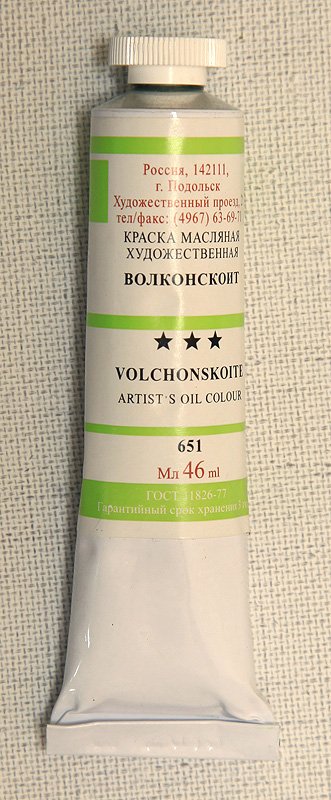 Россия, 142111,
г. Подольск
Художественный проезд,
тел/факс: (4967) 63-69-7
КРАСКА МАСЛЯНАЯ
ХУДОЖЕСТВЕННАЯ
ВОЛКОНСКОИТ
★★★
VOLCHONSKOITE
ARTIST'S OIL COLOUR
651
Мл 46 ml
ГОСТ 11826-77
Гарантийный срок хранения